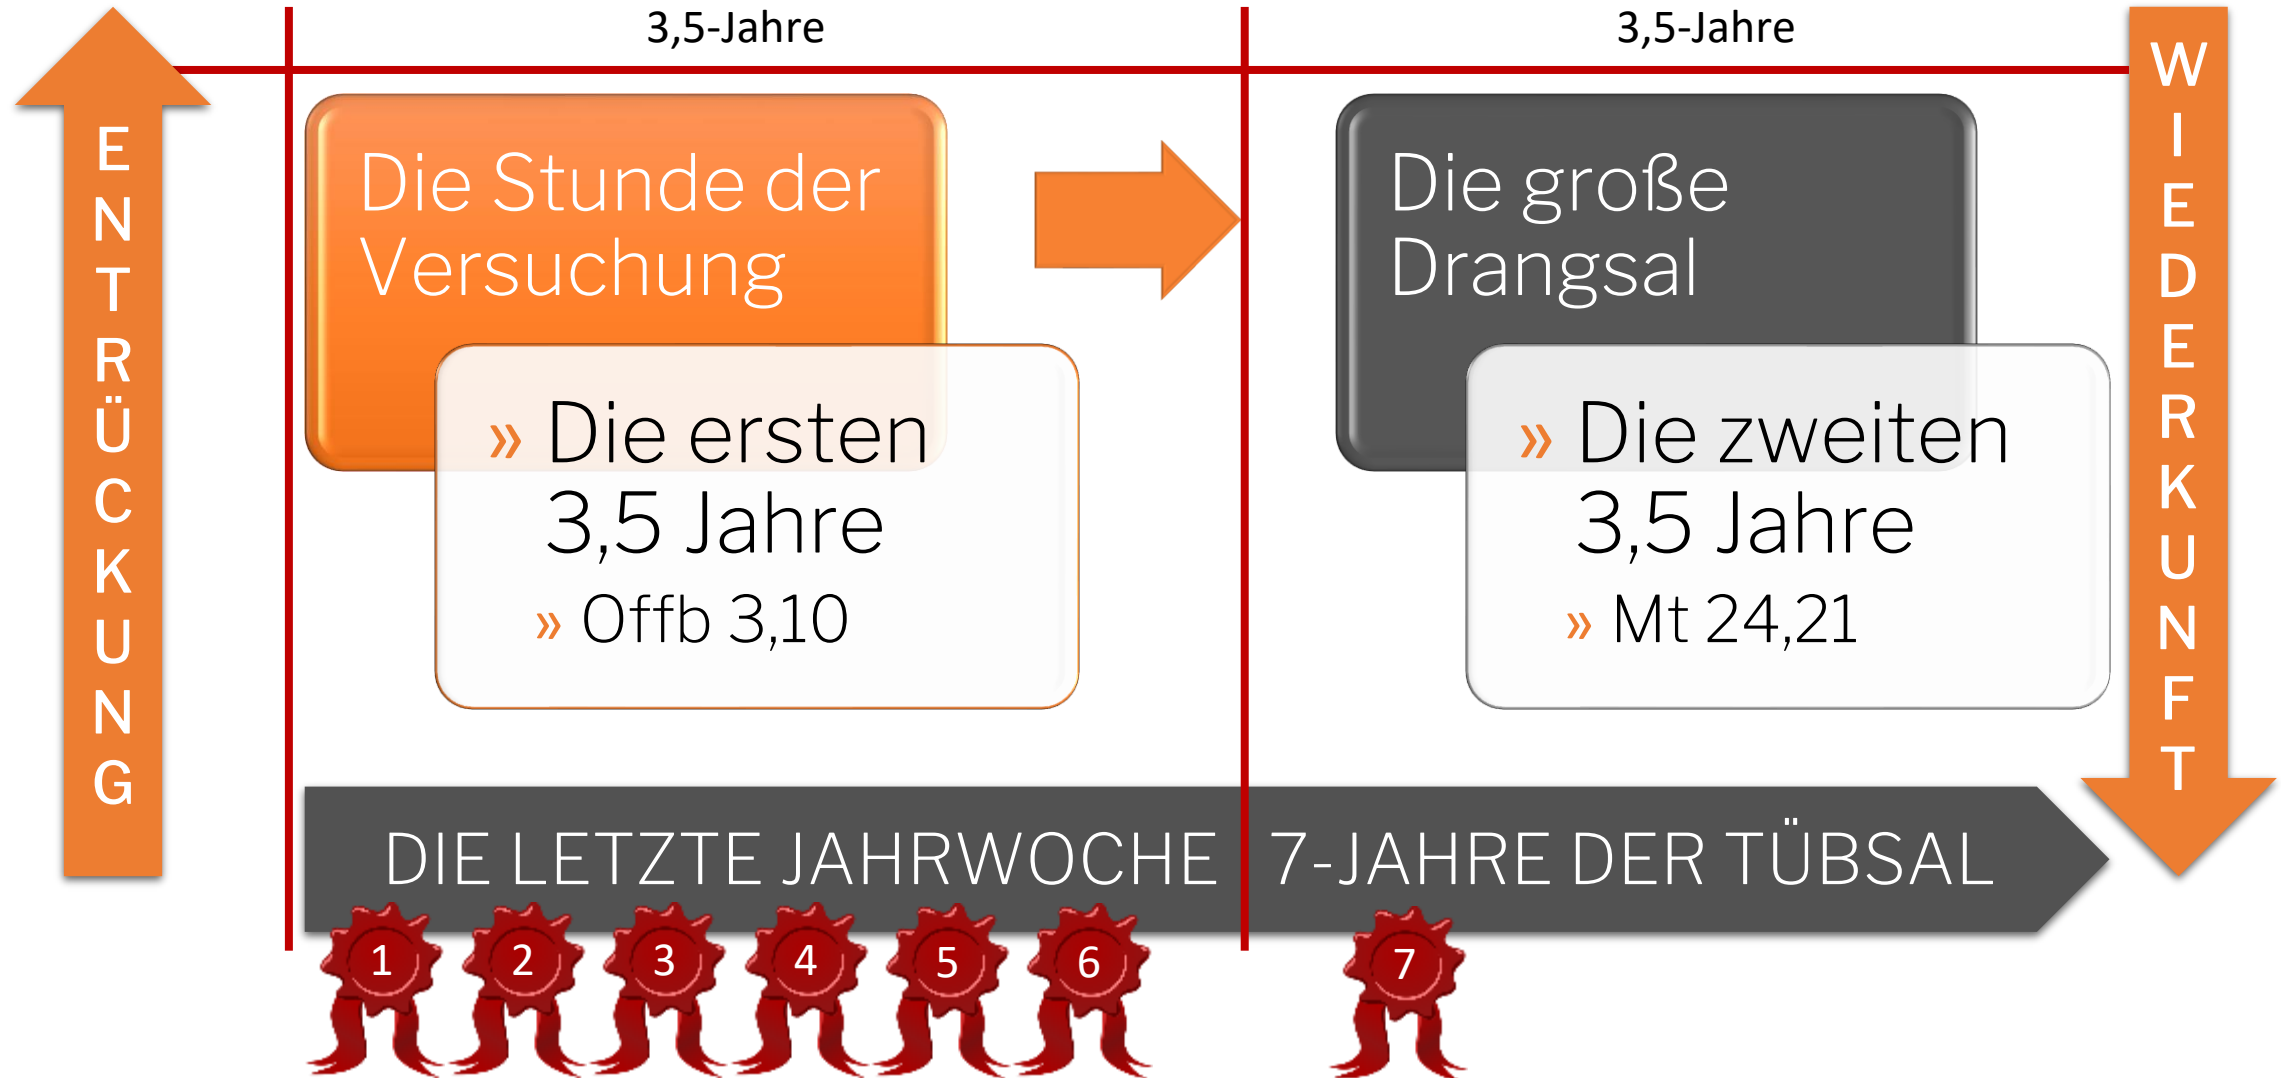 3,5-Jahre
3,5-Jahre
ENTRÜCKUNG
Die Stunde der
Versuchung
» Die ersten
3,5 Jahre
» Offb 3,10
Die große
Drangsal
» Die zweiten
3,5 Jahre
» Mt 24,21
WIEDERKUNFT
DIE LETZTE JAHRWOCHE 7-JAHRE DER TÜBSAL
1 2 3 4 5 6 7